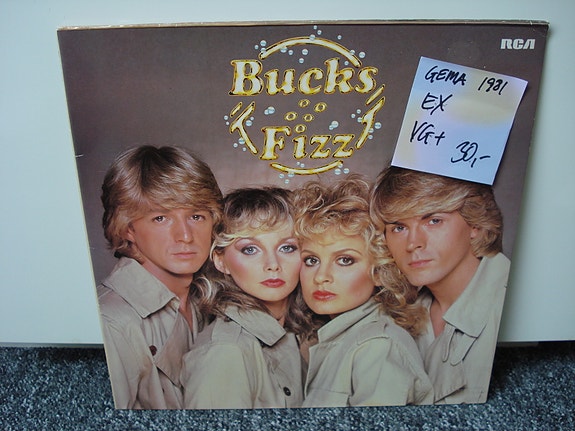 Bucks
Fizz
RCA
GEMA 1981
EX
VG+
30,-